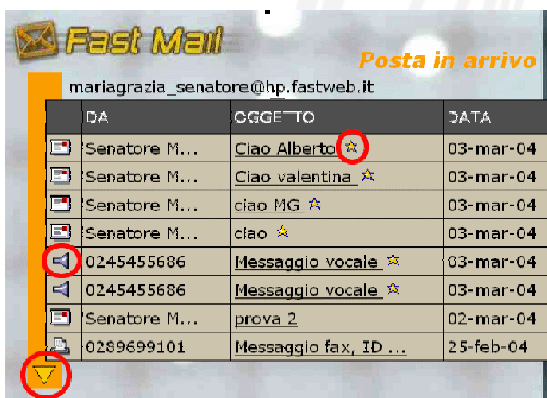 Fast Mail
Posta in arrivo
mariagrazia_senatore@hp.fastweb.it
DA OGGETTO DATA
Senatore M... Ciao Alberto 03-mar-04
Senatore M... Ciao valentina 03-mar-04
Senatore M... ciao MG 03-mar-04
Senatore M... ciao 03-mar-04
0245455686 Messaggio vocale 03-mar-04
0245455686 Messaggio vocale 03-mar-04
Senatore M... prova 2 02-mar-04
0289699101 Messaggio fax, ID ... 25-feb-04